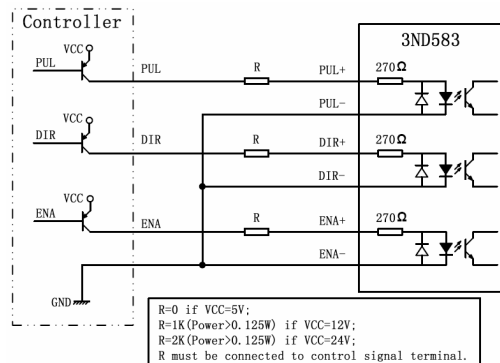 Controller
3ND583
VCC
PUL
PUL
R
PUL+
270Ω
PUL-
VCC
DIR
DIR
R
DIR+
270Ω
DIR-
VCC
ENA
ENA
R
ENA+
270Ω
ENA-
GND
R=0 if VCC=5V;
R=1K(Power>0.125W) if VCC=12V;
R=2K(Power>0.125W) if VCC=24V;
R must be connected to control signal terminal.